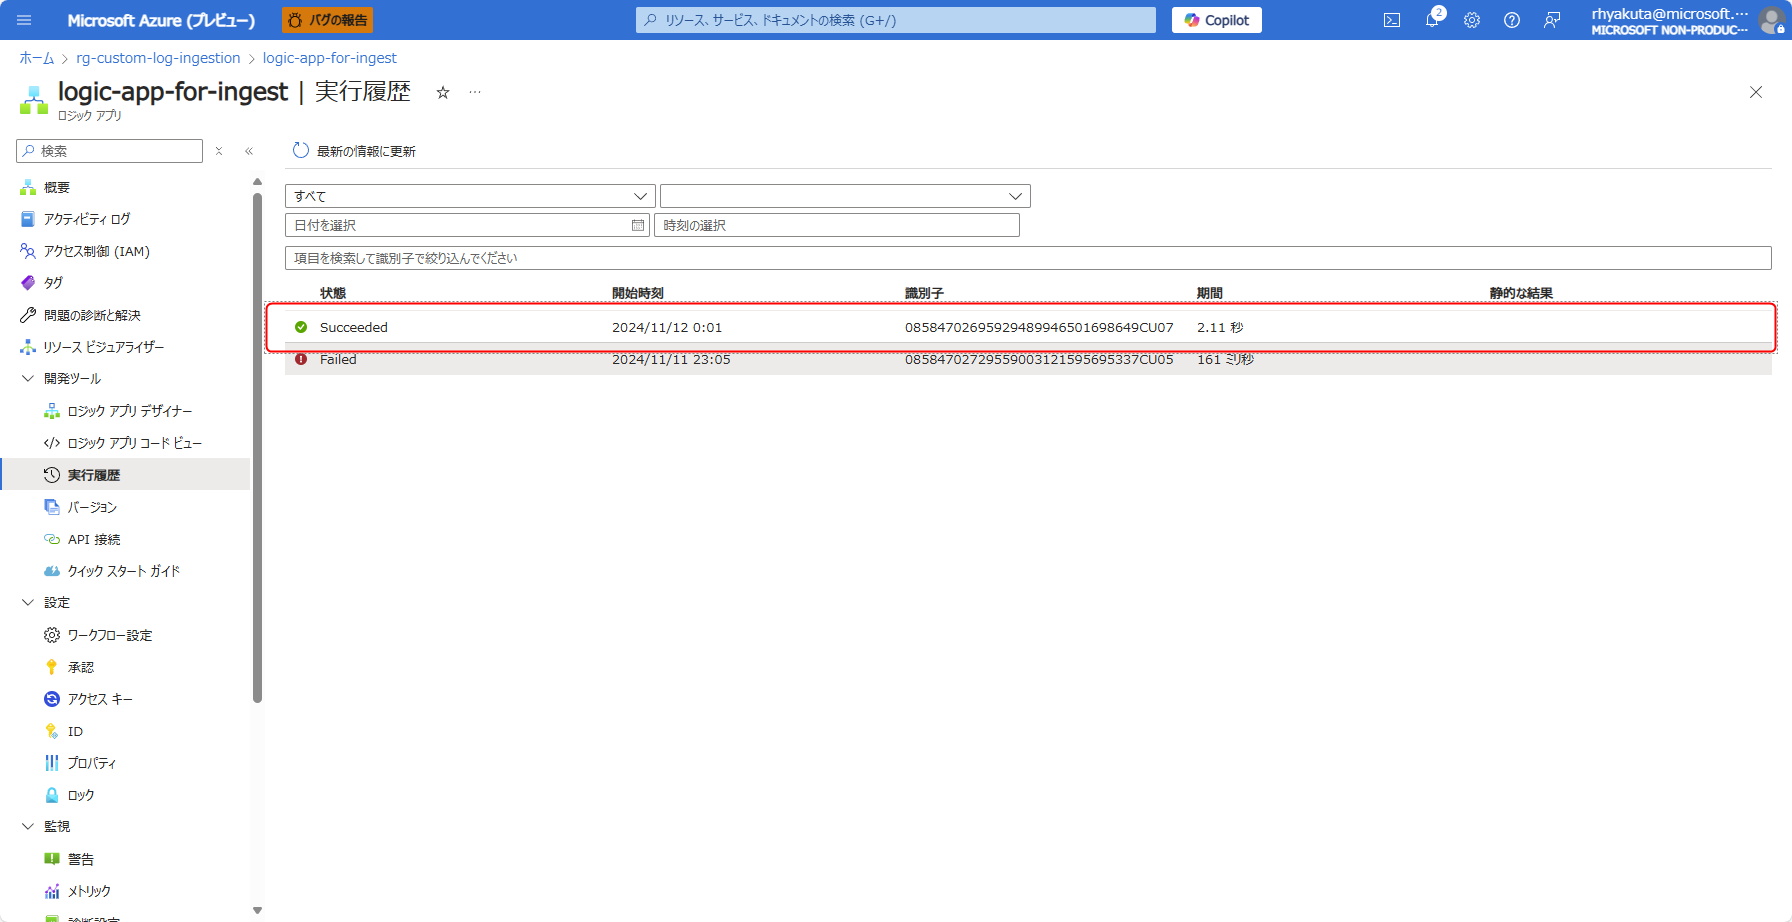 Microsoft Azure (プレビュー)
バグの報告
リソース、サービス、ドキュメントの検索 (G+/)
Copilot
2
rhyakuta@microsoft.…
MICROSOFT NON-PRODUC…
ホーム > rg-custom-log-ingestion > logic-app-for-ingest
logic-app-for-ingest | 実行履歴
ロジック アプリ
検索
最新の情報に更新
概要
アクティビティ ログ
アクセス制御 (IAM)
タグ
問題の診断と解決
リソース ビジュアライザー
開発ツール
ロジック アプリ デザイナー
ロジック アプリ コード ビュー
実行履歴
バージョン
API 接続
クイック スタート ガイド
設定
ワークフロー設定
承認
アクセス キー
ID
プロパティ
ロック
監視
警告
メトリック
診断設定
すべて
日付を選択 時刻の選択
項目を検索して識別子で絞り込んでください
状態 開始時刻 識別子 期間 静的な結果
Succeeded 2024/11/12 0:01 08584702695929489946501698649CU07 2.11 秒
Failed 2024/11/11 23:05 08584702729559003121595695337CU05 161 ミリ秒